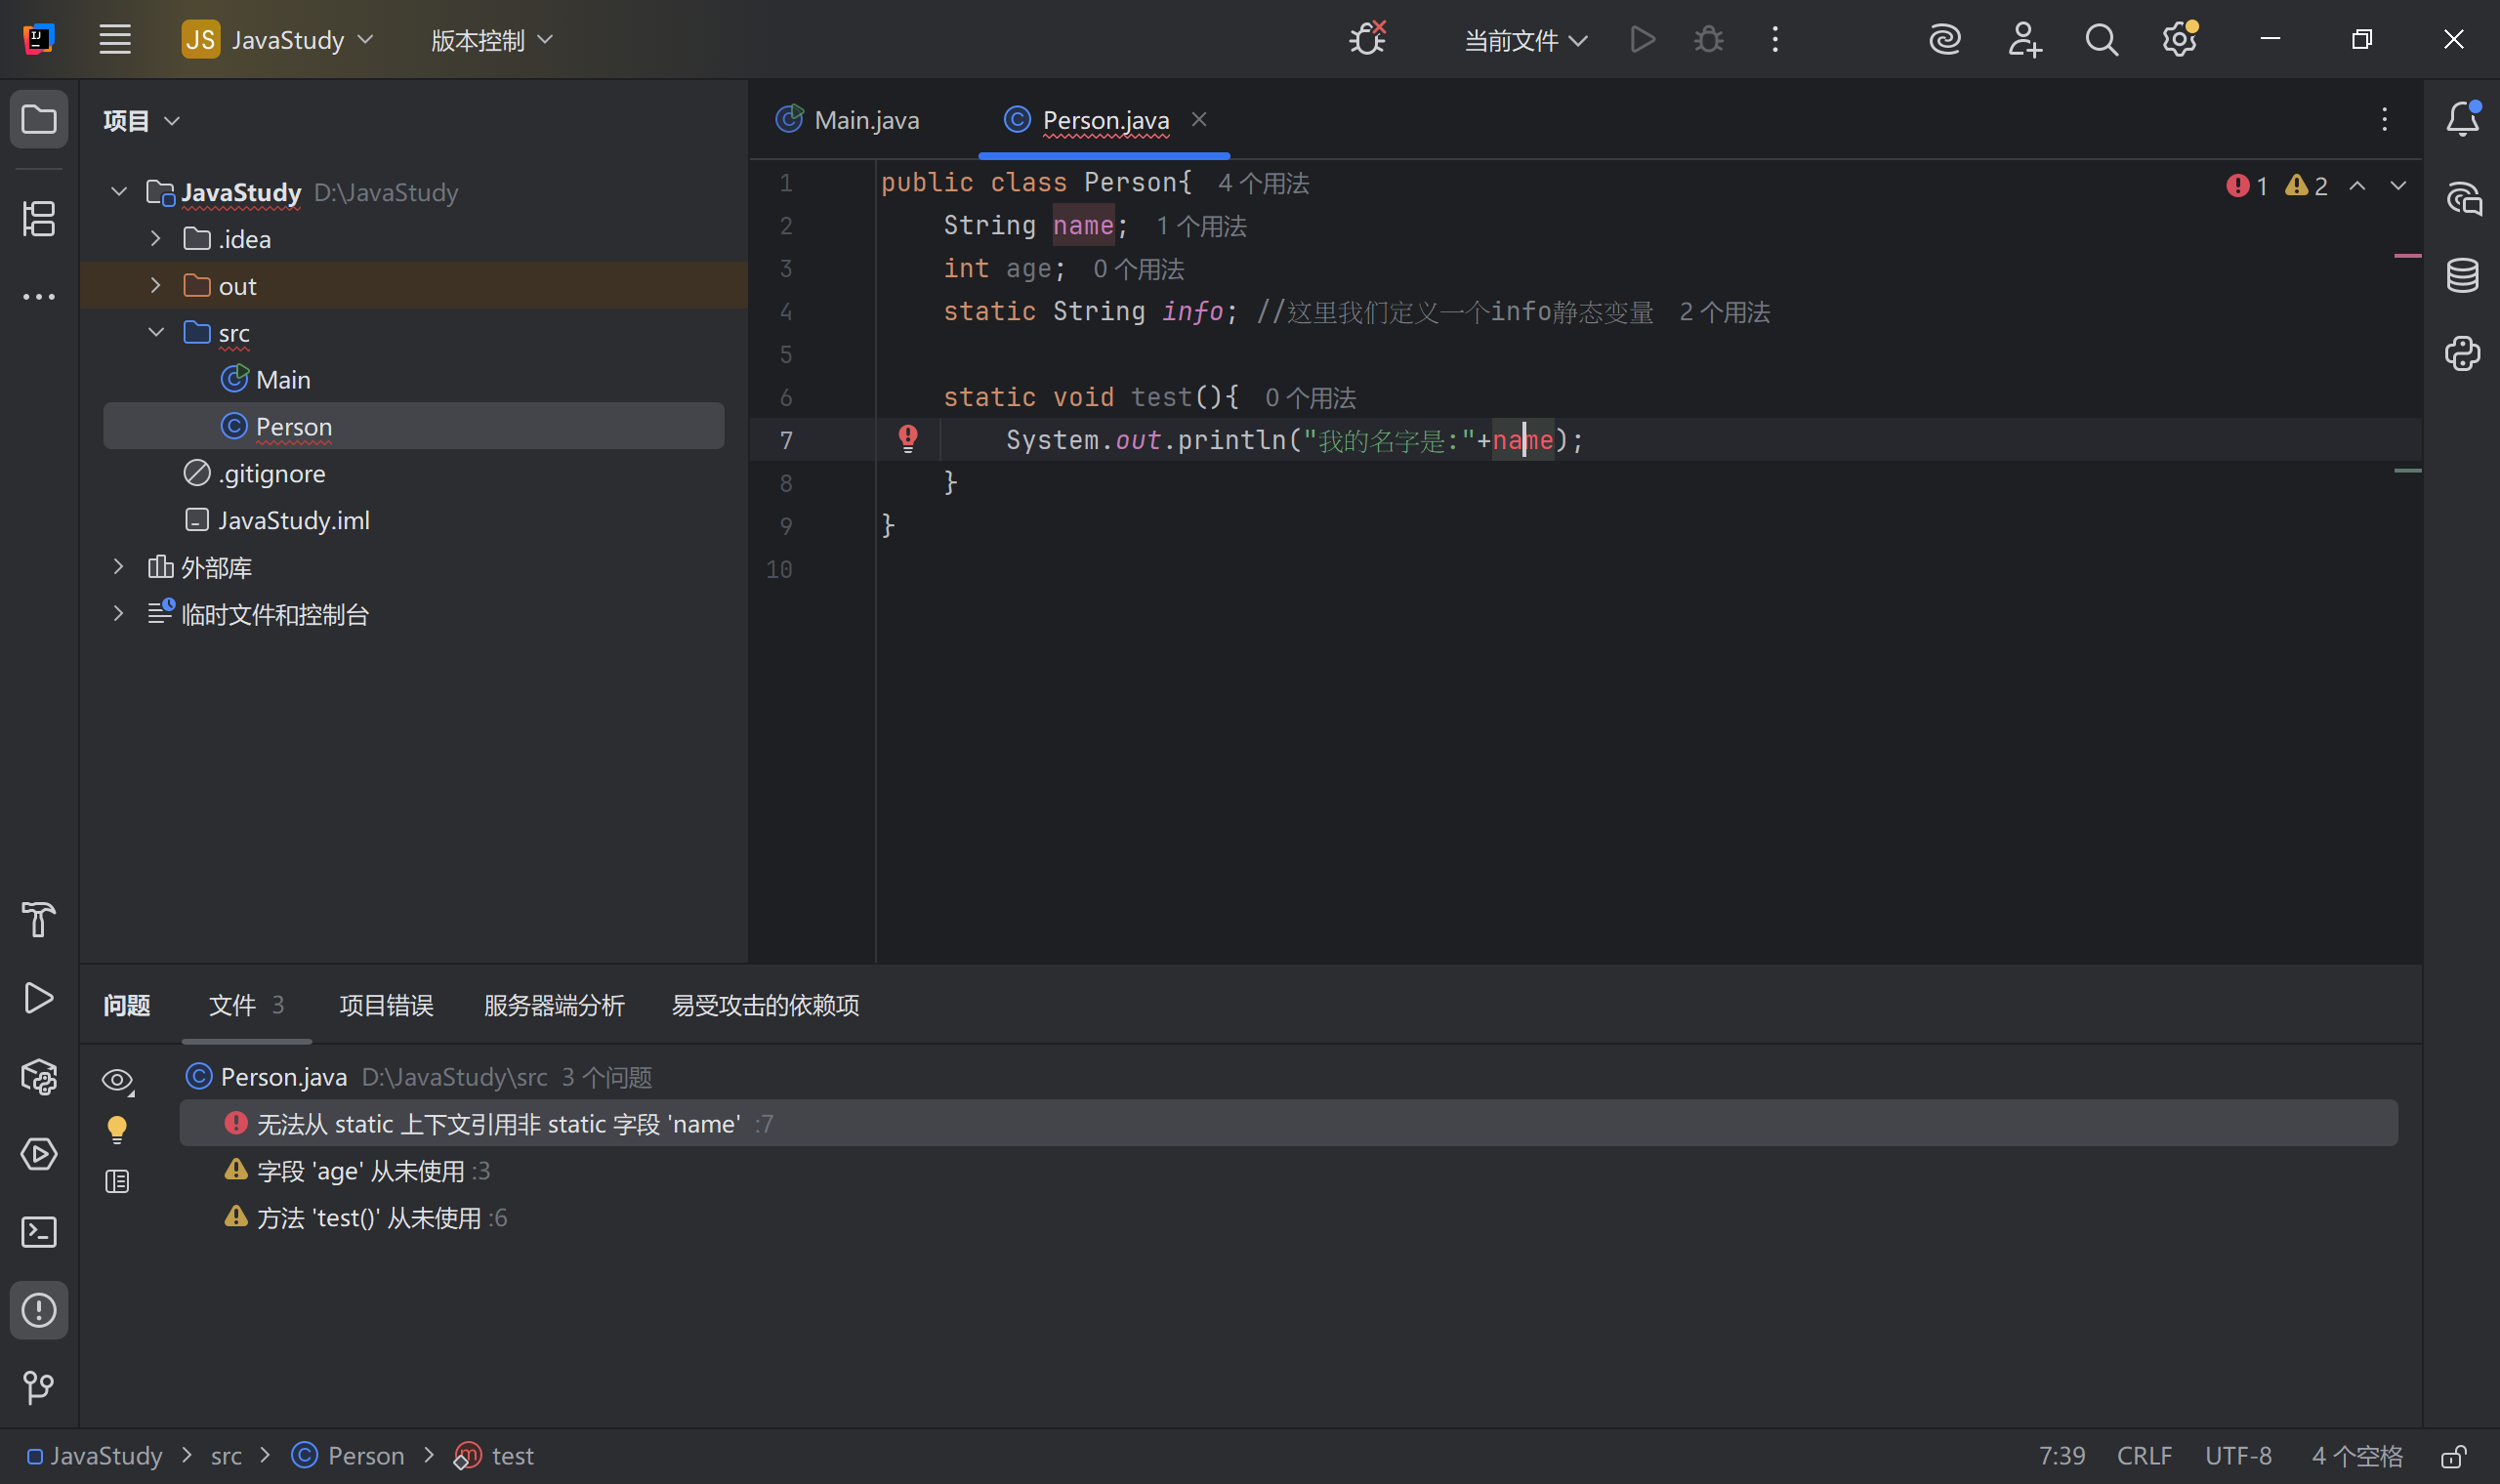 JS JavaStudy 版本控制 当前文件
项目
JavaStudy D:\JavaStudy
.idea
out
src
Main
Person
.gitignore
JavaStudy.iml
外部库
临时文件和控制台
Main.java Person.java
1 public class Person{ 4 个用法
2 String name; 1 个用法
3 int age; 0 个用法
4 static String info; //这里我们定义一个info静态变量 2 个用法
5
6 static void test(){ 0 个用法
7 System.out.println("我的名字是:"+name);
8 }
9 }
10
1 2
问题 文件 3 项目错误 服务器端分析 易受攻击的依赖项
Person.java D:\JavaStudy\src 3 个问题
无法从 static 上下文引用非 static 字段 'name' :7
字段 'age' 从未使用 :3
方法 'test()' 从未使用 :6
JavaStudy > src > Person > test 7:39 CRLF UTF-8 4 个空格